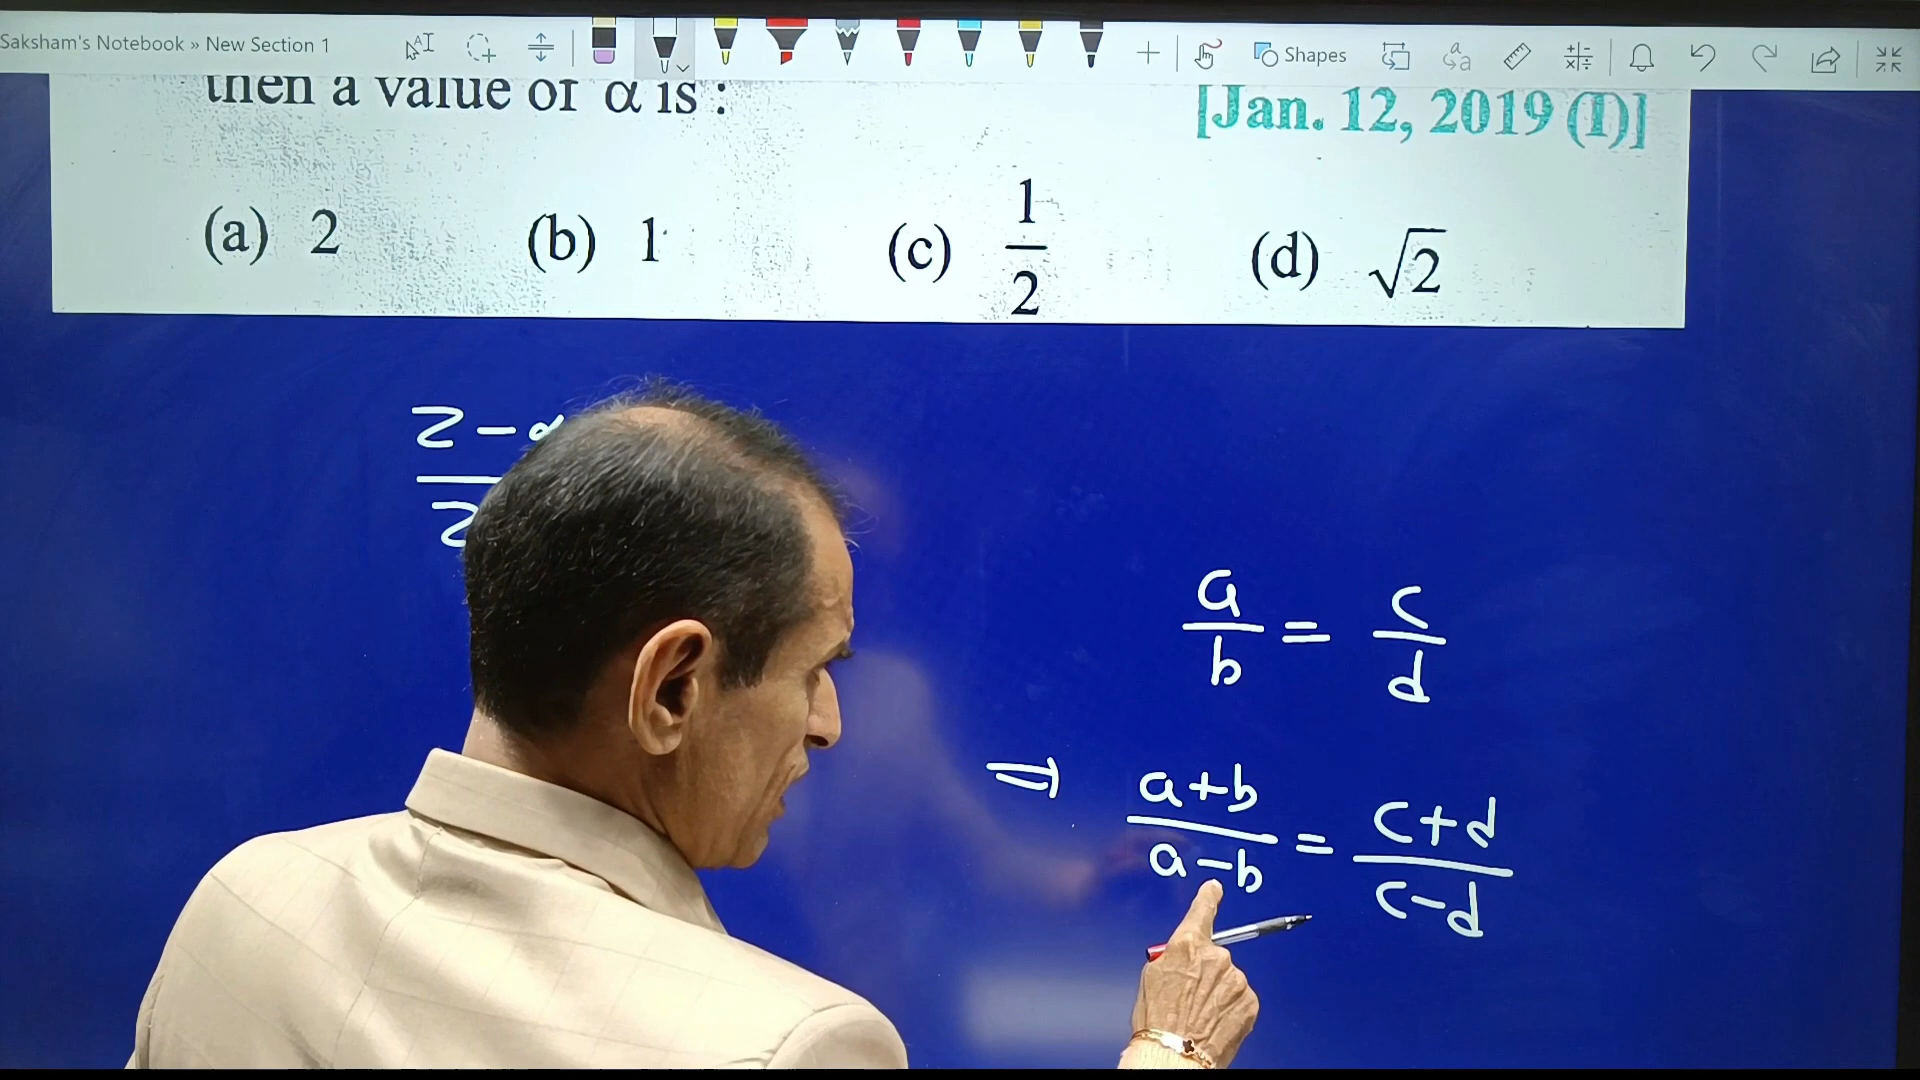 Saksham's Notebook » New Section 1
Shapes
then a value of α is :
[Jan. 12, 2019 (I)]
(a) 2 (b) 1 (c) 1/2 (d) √2
z - α
z
a/b = c/d
⇒ a+b/a-b = c+d/c-d